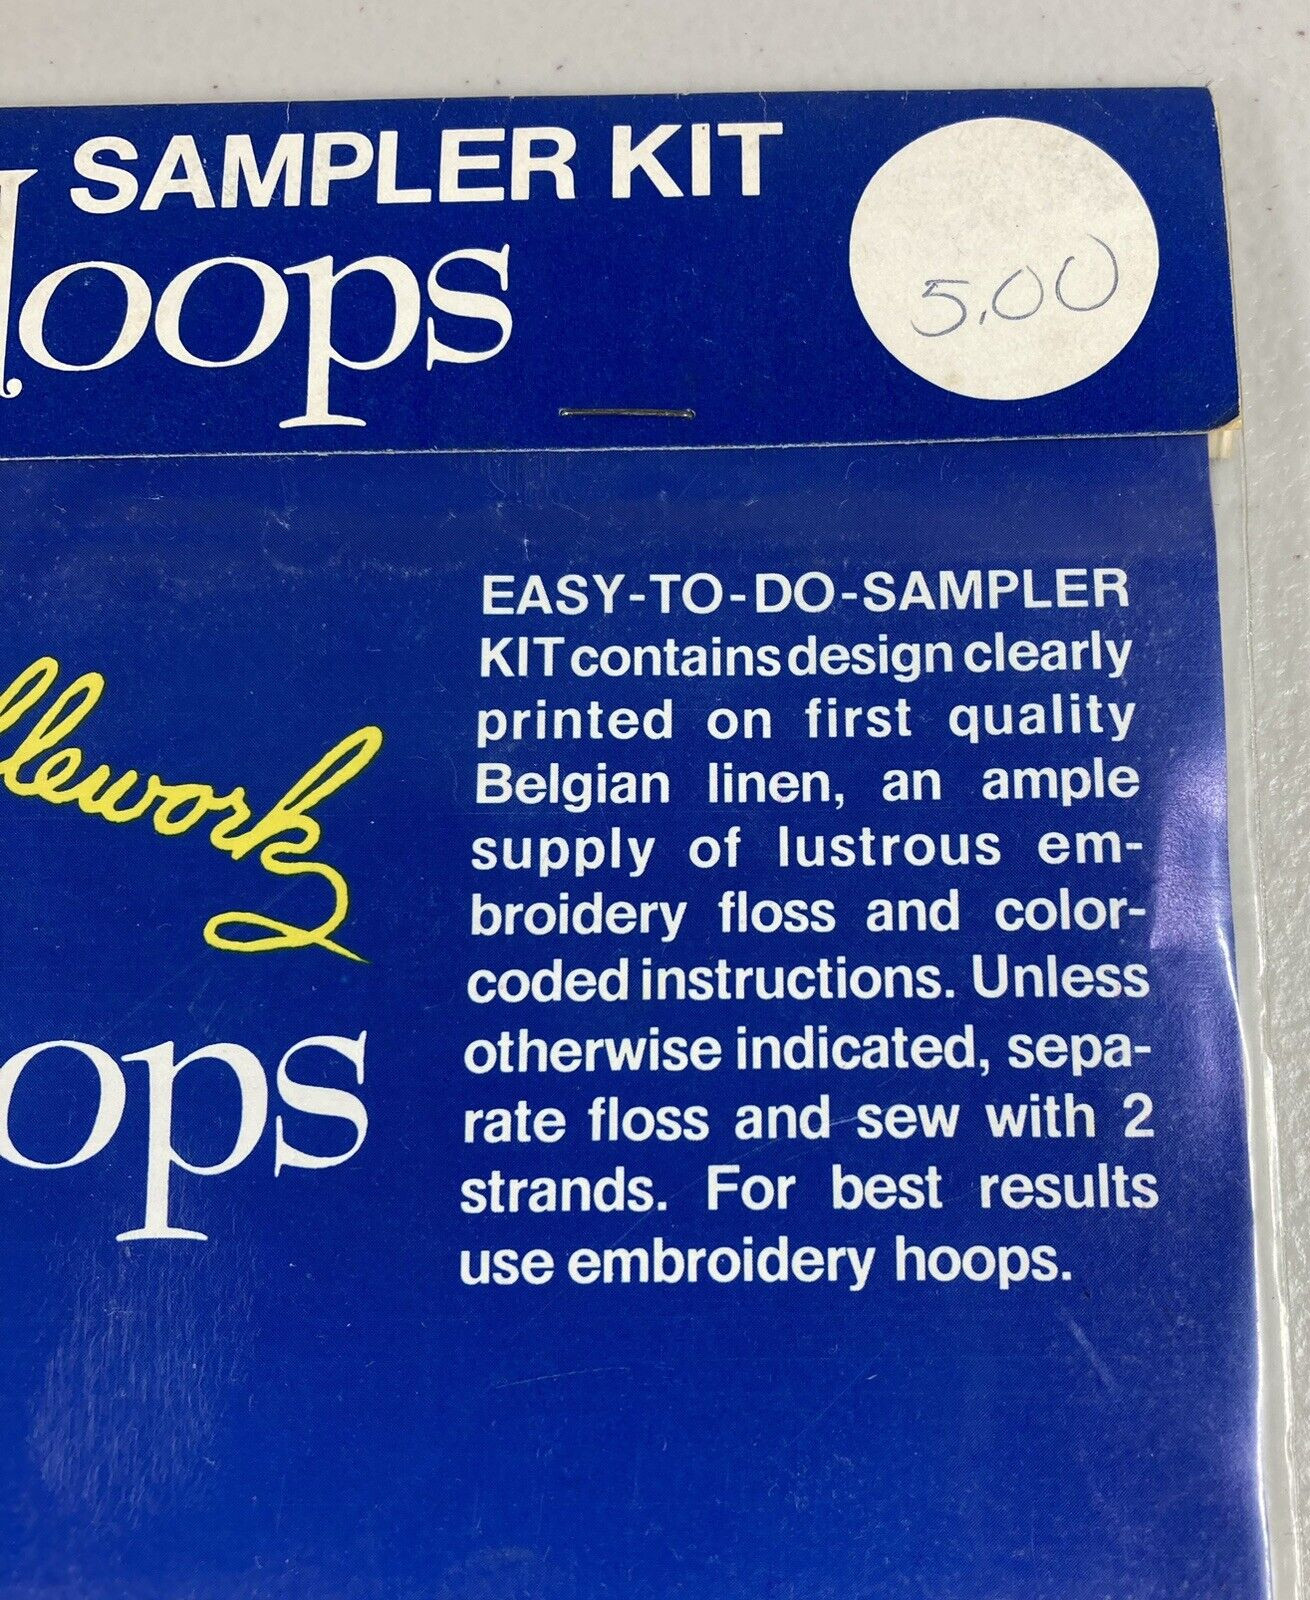 SAMPLER KIT
Hoops
5.00
EASY-TO-DO-SAMPLER
KIT contains design clearly
printed on first quality
Belgian linen, an ample
supply of lustrous em-
broidery floss and color-
coded instructions. Unless
otherwise indicated, sepa-
rate floss and sew with 2
strands. For best results
use embroidery hoops.
llework
ops